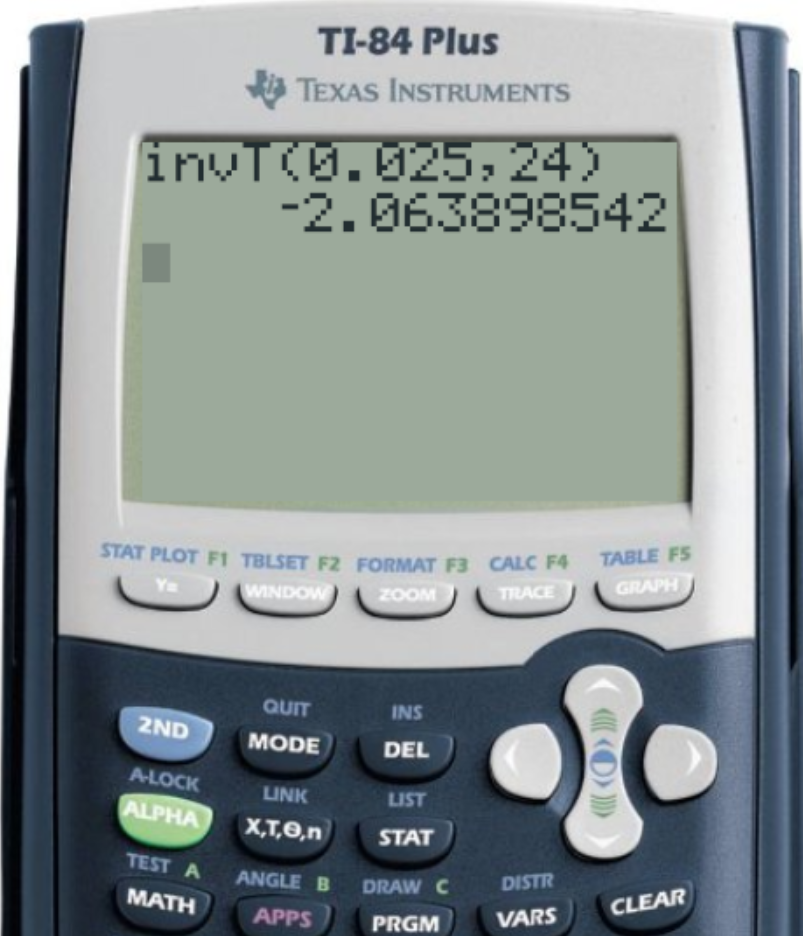 TI-84 Plus
TEXAS INSTRUMENTS
invT(0.025,24)
-2.063898542
STAT PLOT F1 TBLSET F2 FORMAT F3 CALC F4 TABLE F5
Y= WINDOW ZOOM TRACE GRAPH
QUIT INS
2ND MODE DEL
A-LOCK LINK LIST
ALPHA X,T,Θ,n STAT
TEST A ANGLE B DRAW C DISTR
MATH APPS PRGM VARS CLEAR